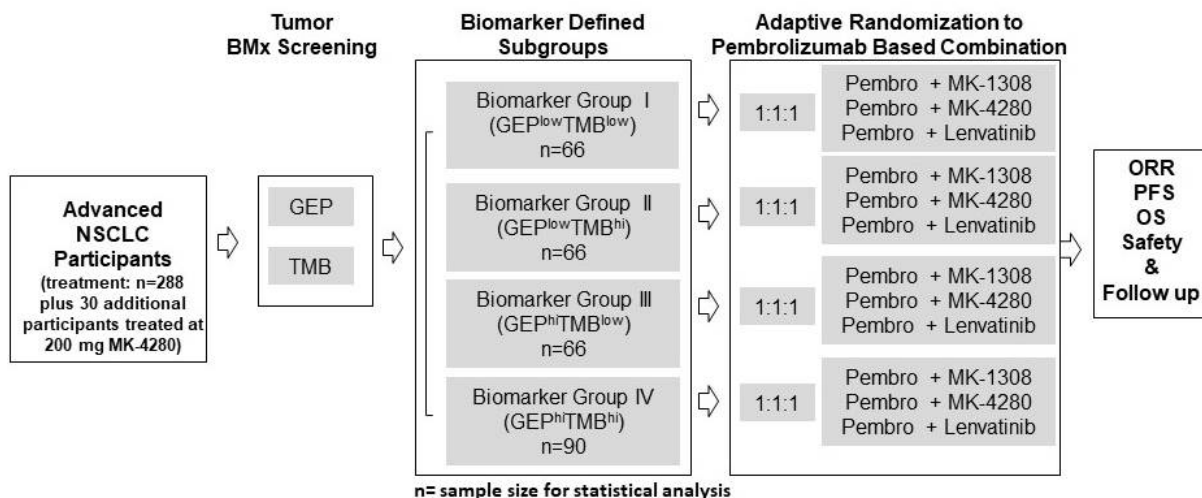 Tumor
BMx Screening
Biomarker Defined
Subgroups
Adaptive Randomization to
Pembrolizumab Based Combination
Advanced
NSCLC
Participants
(treatment: n=288
plus 30 additional
participants treated at
200 mg MK-4280)
GEP
TMB
Biomarker Group I
(GEPlowTMBlow)
n=66
1:1:1
Pembro + MK-1308
Pembro + MK-4280
Pembro + Lenvatinib
Biomarker Group II
(GEPlowTMBhi)
n=66
1:1:1
Pembro + MK-1308
Pembro + MK-4280
Pembro + Lenvatinib
Biomarker Group III
(GEPhiTMBlow)
n=66
1:1:1
Pembro + MK-1308
Pembro + MK-4280
Pembro + Lenvatinib
Biomarker Group IV
(GEPhiTMBhi)
n=90
1:1:1
Pembro + MK-1308
Pembro + MK-4280
Pembro + Lenvatinib
ORR
PFS
OS
Safety
&
Follow up
n= sample size for statistical analysis